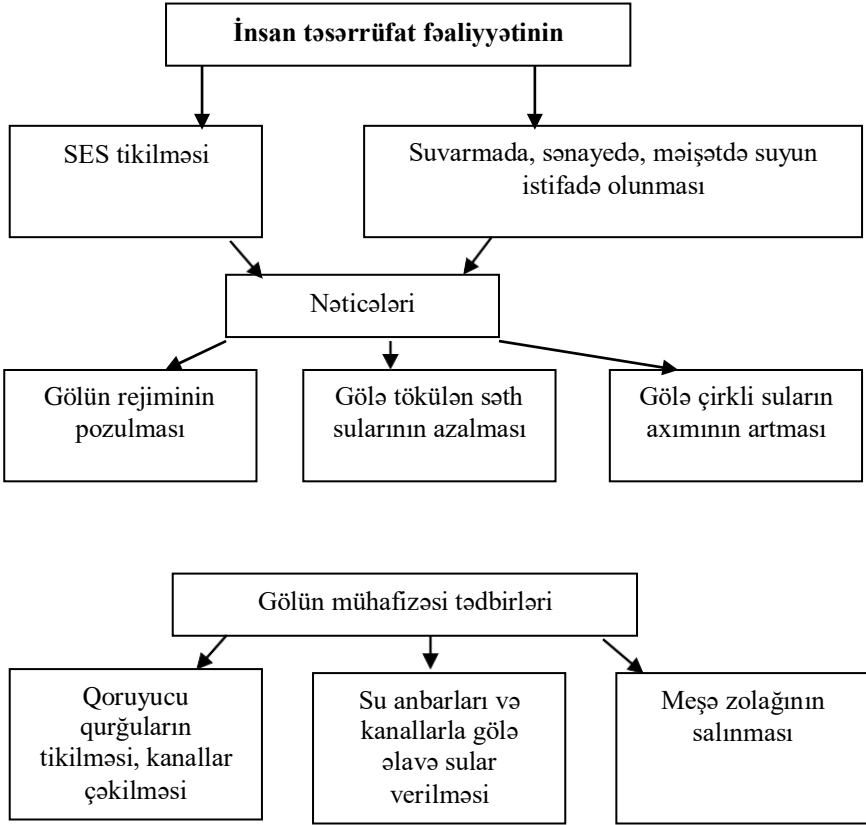 İnsan təsərrüfat fəaliyyətinin
SES tikilməsi
Suvarmada, sənayedə, məişətdə suyun
istifadə olunması
Nəticələri
Gölün rejiminin
pozulması
Gölə tökülən səth
sularının azalması
Gölə çirkli suların
axımının artması
Gölün mühafizəsi tədbirləri
Qoruyucu
qurğuların
tikilməsi, kanallar
çəkilməsi
Su anbarları və
kanallarla gölə
əlavə sular
verilməsi
Meşə zolağının
salınması